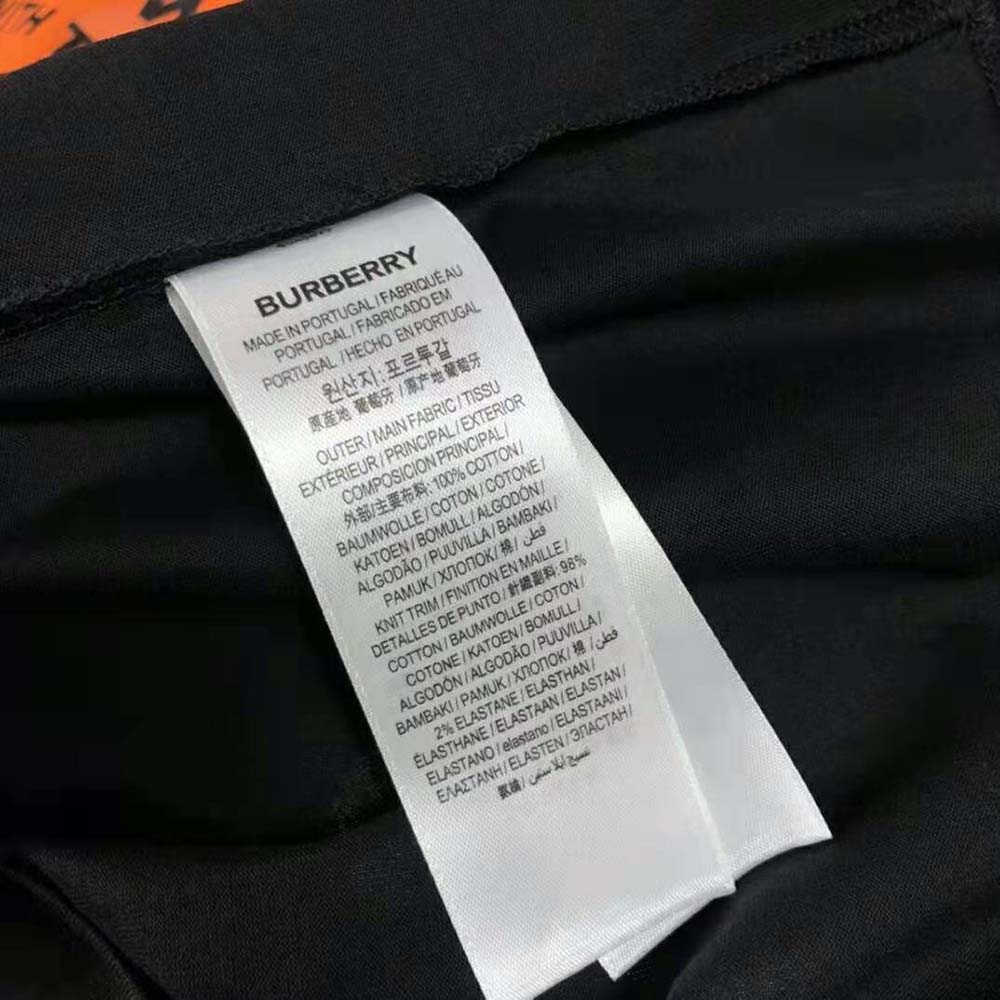 BURBERRY
MADE IN PORTUGAL / FABRIQUÉ AU
PORTUGAL / FABRICADO EM
PORTUGAL / HECHO EN PORTUGAL
원산지: 포르투갈
原産地 葡萄牙 / 原产地 葡萄牙
OUTER / MAIN FABRIC / TISSU
EXTÉRIEUR / PRINCIPAL / EXTERIOR
COMPOSICION PRINCIPAL /
外部/主要布料: 100% COTTON /
BAUMWOLLE / COTON / COTONE /
KATOEN / BOMULL / ALGODÓN /
ALGODÃO / PUUVILLA / BAMBAKI /
PAMUK / ХЛОПОК / 棉 / قطن
KNIT TRIM / FINITION EN MAILLE /
DETALLES DE PUNTO / 針織副料: 98%
COTTON / BAUMWOLLE / COTON /
COTONE / KATOEN / BOMULL /
ALGODÓN / ALGODÃO / PUUVILLA /
BAMBAKI / PAMUK / ХЛОПОК / 棉 / قطن
2% ELASTANE / ELASTHAN /
ÉLASTHANE / ELASTAAN / ELASTAN /
ELASTANO / elastano / ELASTAANI /
ΕΛΑΣΤΑΝΗ / ELASTEN / ЭЛАСТАН /